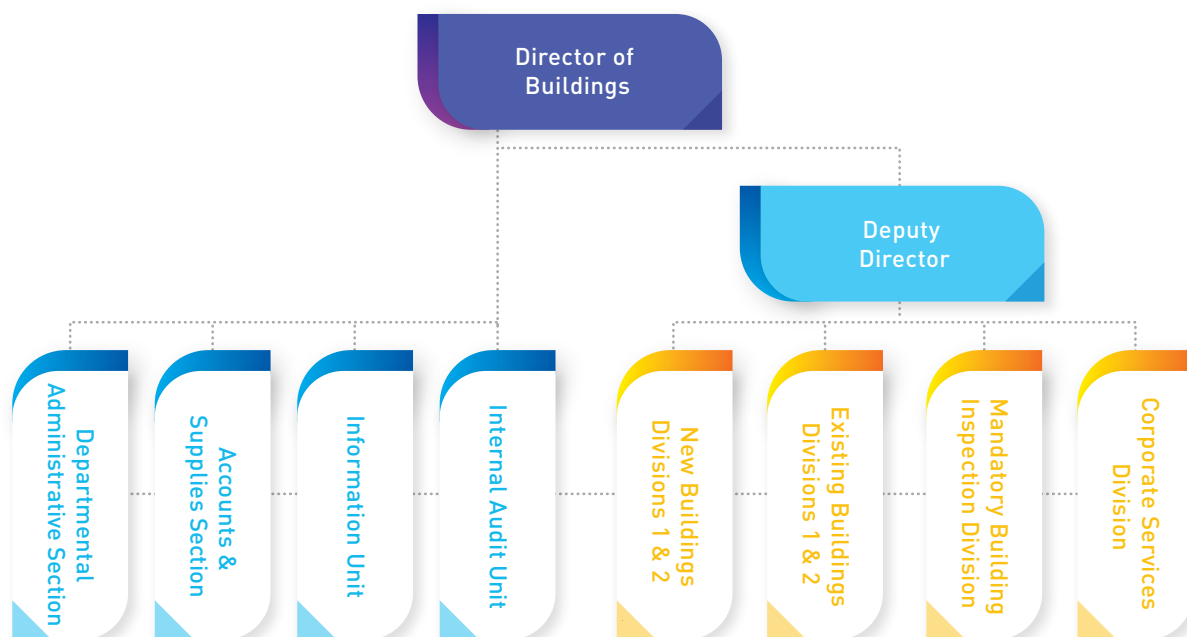 Director of
Buildings
Deputy
Director
Departmental
Administrative Section
Accounts &
Supplies Section
Information Unit
Internal Audit Unit
New Buildings
Divisions 1 & 2
Existing Buildings
Divisions 1 & 2
Mandatory Building
Inspection Division
Corporate Services
Division